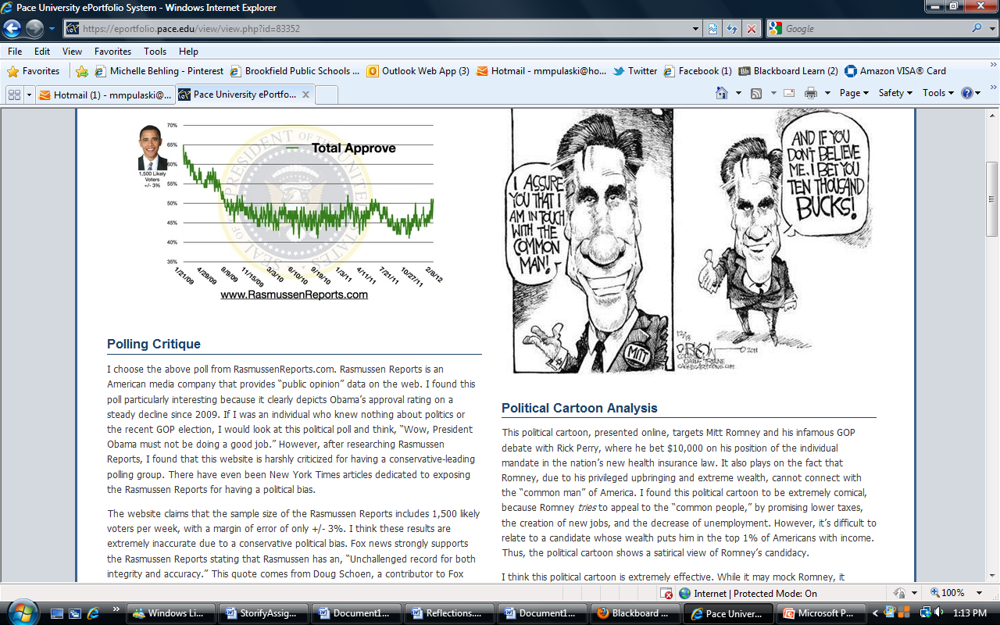 Pace University ePortfolio System - Windows Internet Explorer
https://eportfolio.pace.edu/view/view.php?id=83352
Google
File Edit View Favorites Tools Help
Favorites Michelle Behling - Pinterest Brookfield Public Schools ... Outlook Web App (3) Hotmail - mmpulaski@ho... Twitter Facebook (1) Bb Blackboard Learn (2) Amazon VISA® Card
Hotmail (1) - mmpulaski@... Pace University ePortfo... Page Safety Tools
70%
65%
60%
55%
50%
45%
40%
35%
Total Approve
1,500 Likely
Voters
+/- 3%
SEAL OF THE PRESIDENT OF THE UNITED STATES
1/21/09 4/29/09 8/9/09 11/15/09 3/3/10 6/10/10 9/19/10 1/3/11 4/11/11 7/21/11 10/27/11 2/8/12
www.RasmussenReports.com
Polling Critique
I choose the above poll from RasmussenReports.com. Rasmussen Reports is an
American media company that provides “public opinion” data on the web. I found this
poll particularly interesting because it clearly depicts Obama’s approval rating on a
steady decline since 2009. If I was an individual who knew nothing about politics or
the recent GOP election, I would look at this political poll and think, “Wow, President
Obama must not be doing a good job.” However, after researching Rasmussen
Reports, I found that this website is harshly criticized for having a conservative-leading
polling group. There have even been New York Times articles dedicated to exposing
the Rasmussen Reports for having a political bias.
The website claims that the sample size of the Rasmussen Reports includes 1,500 likely
voters per week, with a margin of error of only +/- 3%. I think these results are
extremely inaccurate due to a conservative political bias. Fox news strongly supports
the Rasmussen Reports stating that Rasmussen has an, “Unchallenged record for both
integrity and accuracy.” This quote comes from Doug Schoen, a contributor to Fox
I ASSURE
YOU THAT I
AM IN TOUCH
WITH THE
COMMON
MAN!
MITT
AND IF YOU
DON'T BELIEVE
ME, I BET YOU
TEN THOUSAND
BUCKS!
12/13
© 2011
CAGLECARTOONS.COM
Political Cartoon Analysis
This political cartoon, presented online, targets Mitt Romney and his infamous GOP
debate with Rick Perry, where he bet $10,000 on his position of the individual
mandate in the nation’s new health insurance law. It also plays on the fact that
Romney, due to his privileged upbringing and extreme wealth, cannot connect with
the “common man” of America. I found this political cartoon to be extremely comical,
because Romney tries to appeal to the “common people,” by promising lower taxes,
the creation of new jobs, and the decrease of unemployment. However, it’s difficult to
relate to a candidate whose wealth puts him in the top 1% of Americans with income.
Thus, the political cartoon shows a satirical view of Romney’s candidacy.
I think this political cartoon is extremely effective. While it may mock Romney, it
Internet | Protected Mode: On 100%
Windows Li... StorifyAssig... Document1... Reflections.... Document1... Blackboard ... Pace Univer... Microsoft P... 1:13 PM